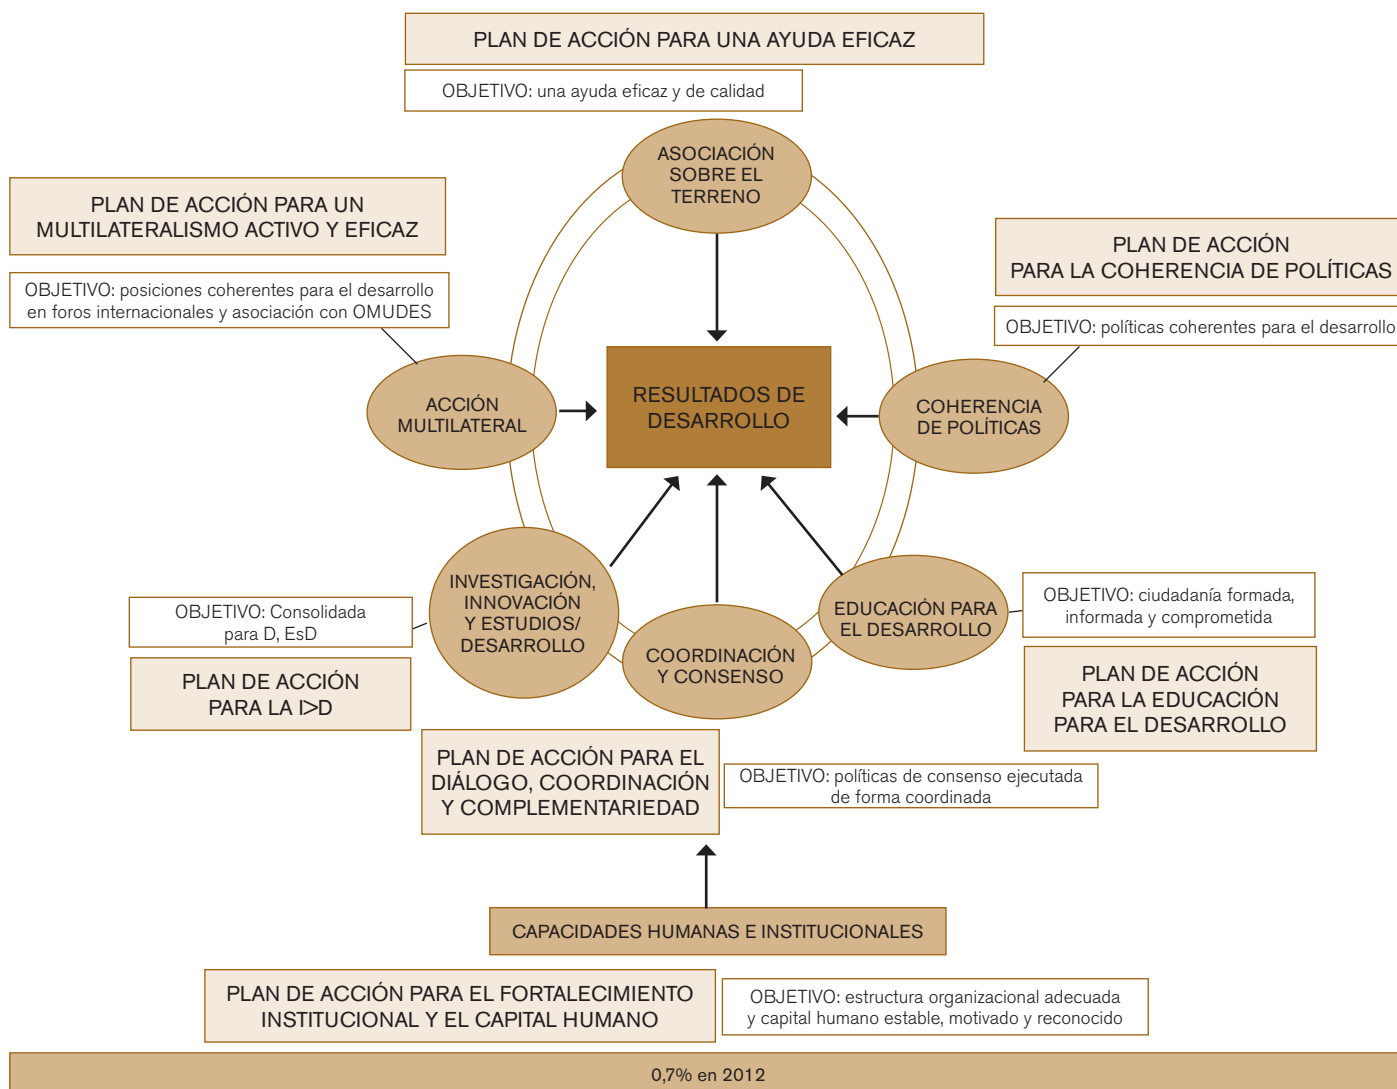 PLAN DE ACCIÓN PARA UNA AYUDA EFICAZ
OBJETIVO: una ayuda eficaz y de calidad
ASOCIACIÓN
SOBRE EL
TERRENO
PLAN DE ACCIÓN PARA UN
MULTILATERALISMO ACTIVO Y EFICAZ
OBJETIVO: posiciones coherentes para el desarrollo
en foros internacionales y asociación con OMUDES
PLAN DE ACCIÓN
PARA LA COHERENCIA DE POLÍTICAS
OBJETIVO: políticas coherentes para el desarrollo
ACCIÓN
MULTILATERAL
RESULTADOS DE
DESARROLLO
COHERENCIA
DE POLÍTICAS
INVESTIGACIÓN,
INNOVACIÓN
Y ESTUDIOS/
DESARROLLO
OBJETIVO: Consolidada
para D, EsD
PLAN DE ACCIÓN
PARA LA I>D
COORDINACIÓN
Y CONSENSO
EDUCACIÓN PARA
EL DESARROLLO
OBJETIVO: ciudadanía formada,
informada y comprometida
PLAN DE ACCIÓN
PARA LA EDUCACIÓN
PARA EL DESARROLLO
PLAN DE ACCIÓN PARA EL
DIÁLOGO, COORDINACIÓN
Y COMPLEMENTARIEDAD
OBJETIVO: políticas de consenso ejecutada
de forma coordinada
CAPACIDADES HUMANAS E INSTITUCIONALES
PLAN DE ACCIÓN PARA EL FORTALECIMIENTO
INSTITUCIONAL Y EL CAPITAL HUMANO
OBJETIVO: estructura organizacional adecuada
y capital humano estable, motivado y reconocido
0,7% en 2012